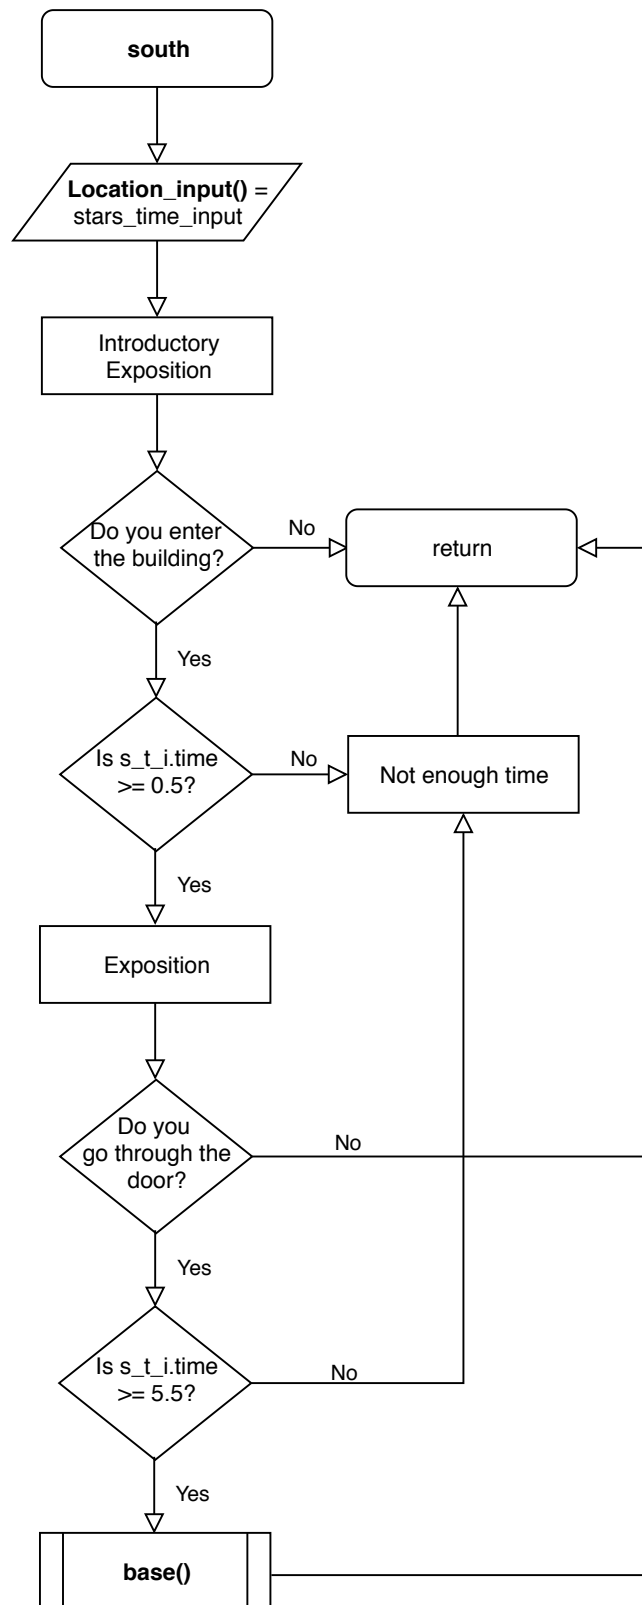 south
Location_input() =
stars_time_input
Introductory
Exposition
Do you enter
the building?
No
return
Yes
Is s_t_i.time
>= 0.5?
No
Not enough time
Yes
Exposition
Do you
go through the
door?
No
Yes
Is s_t_i.time
>= 5.5?
No
Yes
base()